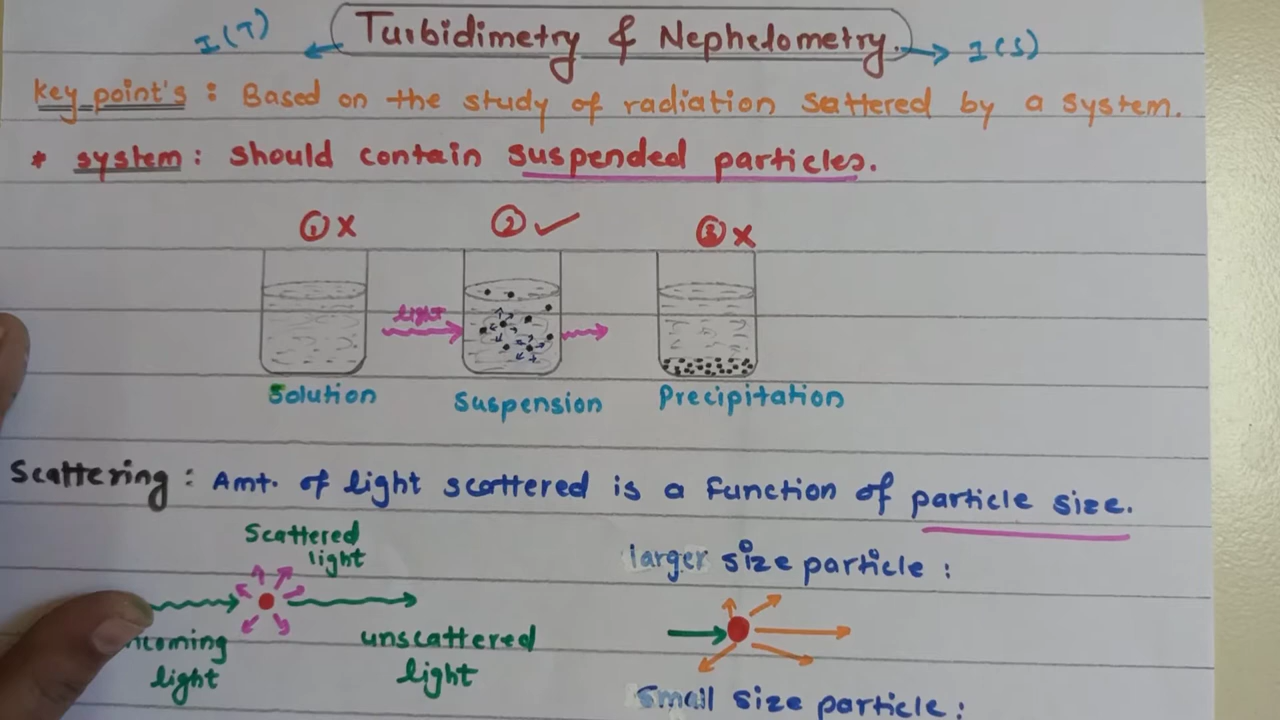 I(T) Turbidimetry & Nephelometry. I(S)
Key point's : Based on the study of radiation sattered by a system.
* system : should contain suspended particles.
① x ② ✓ ③ x
light
Solution Suspension Precipitation
Scattering : Amt. of light scattered is a function of particle size.
Scattered
light
larger size particle :
ncoming
light
unscattered
light
small size particle :